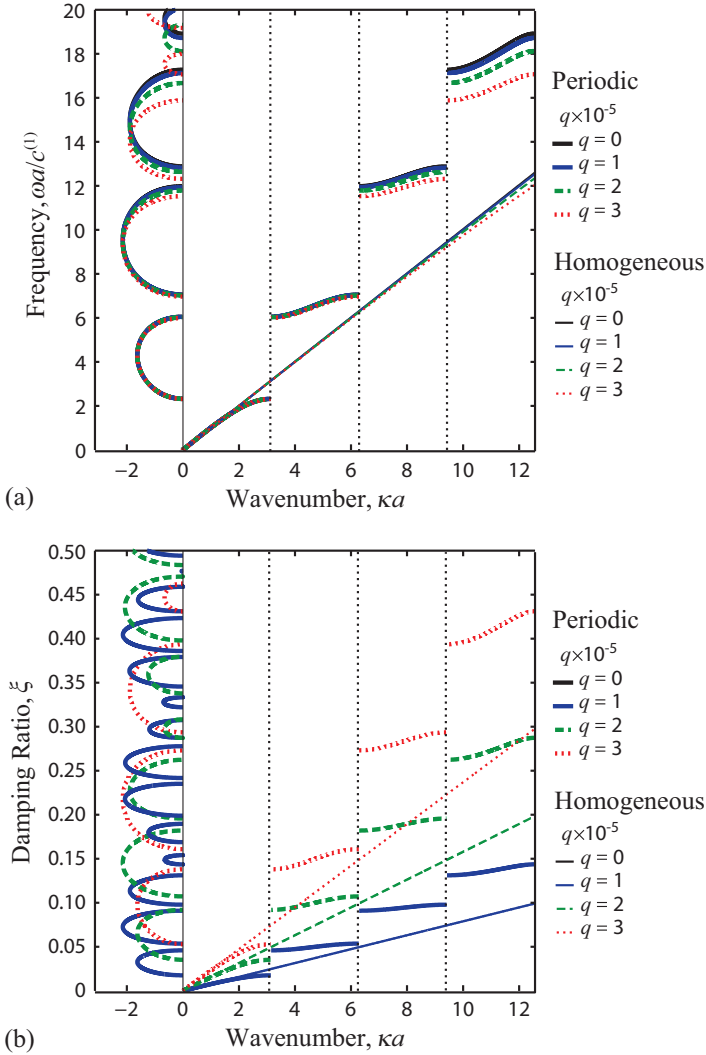 20
18
16
14
12
10
8
6
4
2
0
Frequency, ωa/c⁽¹⁾
−2 0 2 4 6 8 10 12
Wavenumber, κa
(a)
Periodic
q×10⁻⁵
q = 0
q = 1
q = 2
q = 3
Homogeneous
q×10⁻⁵
q = 0
q = 1
q = 2
q = 3
0.50
0.45
0.40
0.35
0.30
0.25
0.20
0.15
0.10
0.05
0
Damping Ratio, ξ
−2 0 2 4 6 8 10 12
Wavenumber, κa
(b)
Periodic
q×10⁻⁵
q = 0
q = 1
q = 2
q = 3
Homogeneous
q×10⁻⁵
q = 0
q = 1
q = 2
q = 3